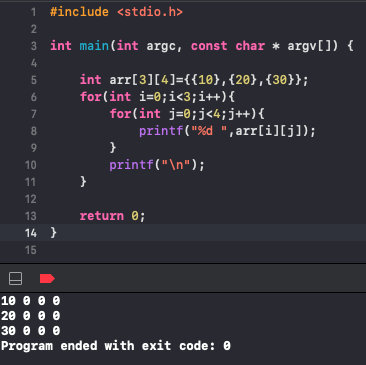 1 #include <stdio.h>
2
3 int main(int argc, const char * argv[]) {
4
5 int arr[3][4]={{10},{20},{30}};
6 for(int i=0;i<3;i++){
7 for(int j=0;j<4;j++){
8 printf("%d ",arr[i][j]);
9 }
10 printf("\n");
11 }
12
13 return 0;
14 }
15
10 0 0 0
20 0 0 0
30 0 0 0
Program ended with exit code: 0